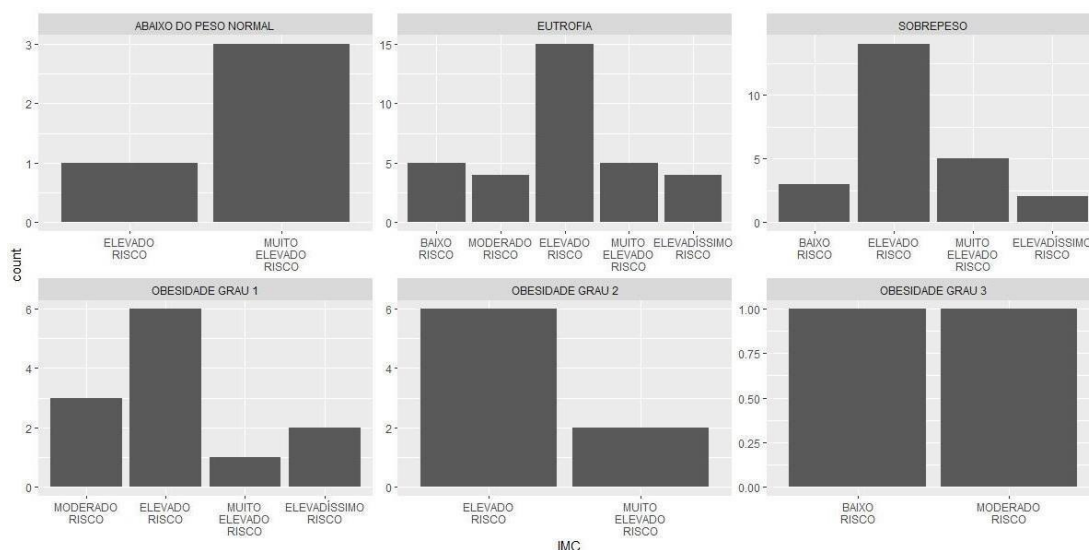 ABAIXO DO PESO NORMAL
3
2
1
0
ELEVADO
RISCO
MUITO
ELEVADO
RISCO
EUTROFIA
15
10
5
0
BAIXO
RISCO
MODERADO
RISCO
ELEVADO
RISCO
MUITO
ELEVADO
RISCO
ELEVADÍSSIMO
RISCO
SOBREPESO
10
5
0
BAIXO
RISCO
ELEVADO
RISCO
MUITO
ELEVADO
RISCO
ELEVADÍSSIMO
RISCO
count
OBESIDADE GRAU 1
6
4
2
0
MODERADO
RISCO
ELEVADO
RISCO
MUITO
ELEVADO
RISCO
ELEVADÍSSIMO
RISCO
OBESIDADE GRAU 2
6
4
2
0
ELEVADO
RISCO
MUITO
ELEVADO
RISCO
OBESIDADE GRAU 3
1.00
0.75
0.50
0.25
0.00
BAIXO
RISCO
MODERADO
RISCO
IMC